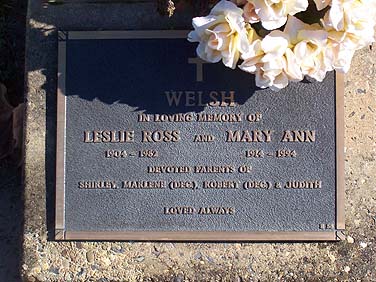 WELSH
IN LOVING MEMORY OF
LESLIE ROSS AND MARY ANN
1904 - 1982 1914 - 1994
DEVOTED PARENTS OF
SHIRLEY, MARLENE (DEC), ROBERT (DEC) & JUDITH
LOVED ALWAYS